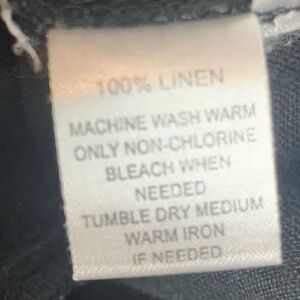 100% LINEN
MACHINE WASH WARM
ONLY NON-CHLORINE
BLEACH WHEN
NEEDED
TUMBLE DRY MEDIUM
WARM IRON
IF NEEDED